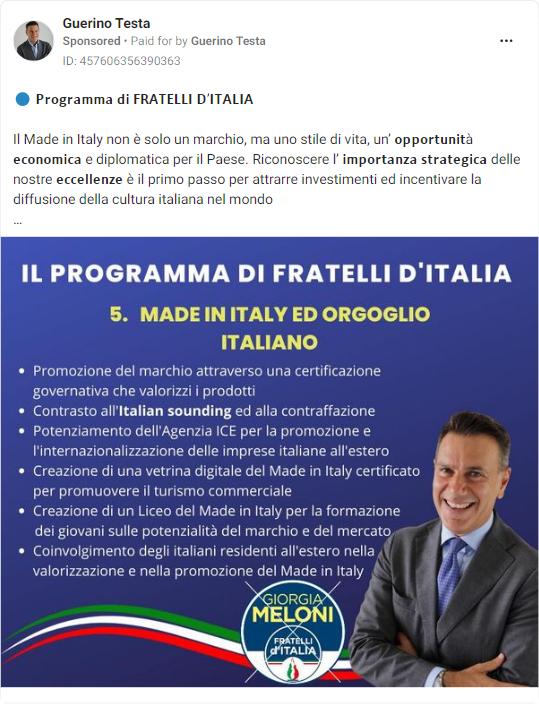 Guerino Testa
Sponsored • Paid for by Guerino Testa
ID: 457606356390363
Programma di FRATELLI D'ITALIA
Il Made in Italy non è solo un marchio, ma uno stile di vita, un' opportunità
economica e diplomatica per il Paese. Riconoscere l' importanza strategica delle
nostre eccellenze è il primo passo per attrarre investimenti ed incentivare la
diffusione della cultura italiana nel mondo
...
IL PROGRAMMA DI FRATELLI D'ITALIA
5. MADE IN ITALY ED ORGOGLIO
ITALIANO
• Promozione del marchio attraverso una certificazione
governativa che valorizzi i prodotti
• Contrasto all'Italian sounding ed alla contraffazione
• Potenziamento dell'Agenzia ICE per la promozione e
l'internazionalizzazione delle imprese italiane all'estero
• Creazione di una vetrina digitale del Made in Italy certificato
per promuovere il turismo commerciale
• Creazione di un Liceo del Made in Italy per la formazione
dei giovani sulle potenzialità del marchio e del mercato
• Coinvolgimento degli italiani residenti all'estero nella
valorizzazione e nella promozione del Made in Italy
GIORGIA
MELONI
FRATELLI
d'ITALIA